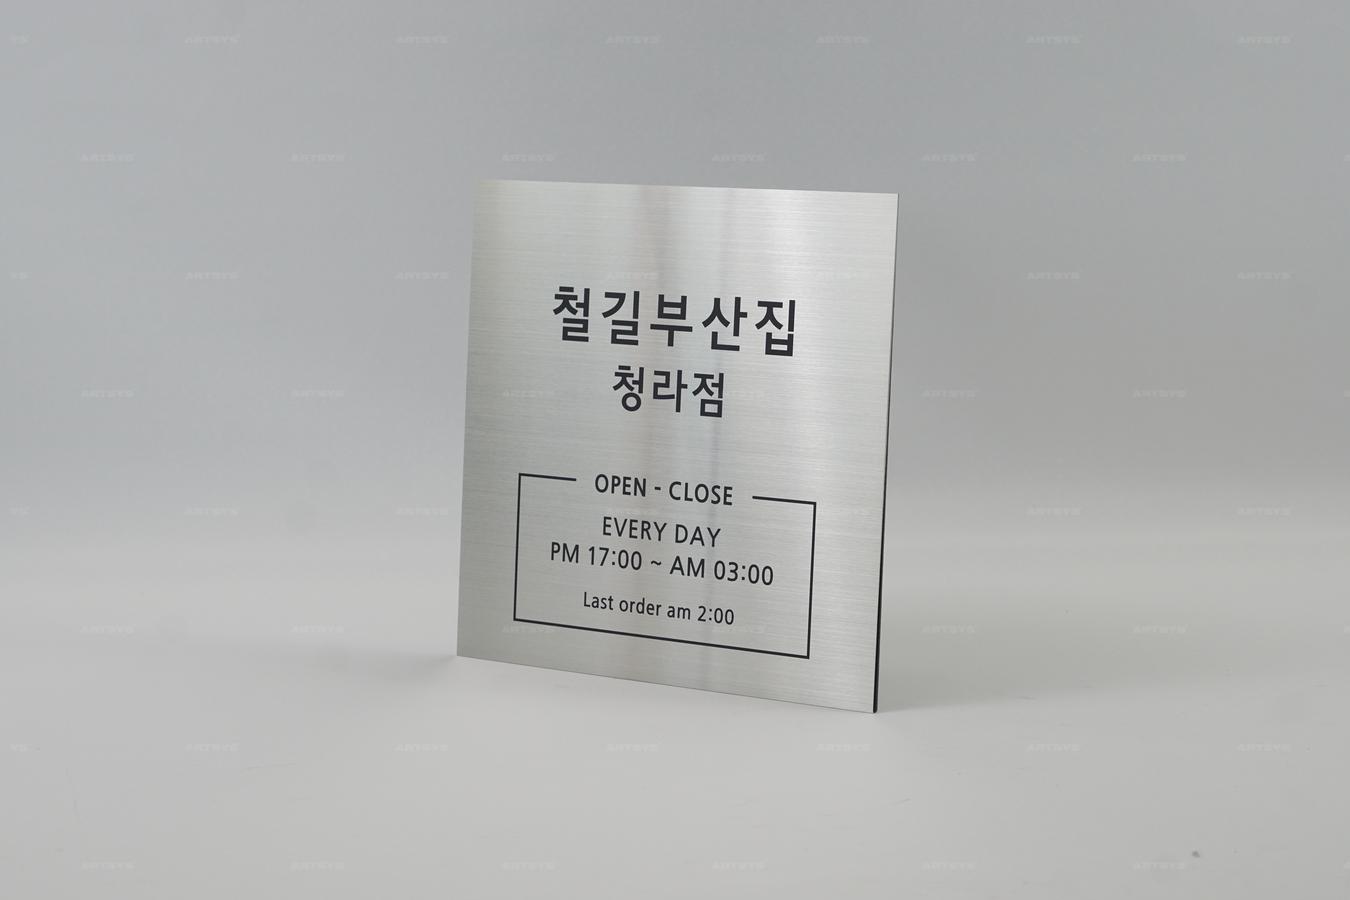 철길부산집
청라점
OPEN - CLOSE
EVERY DAY
PM 17:00 ~ AM 03:00
Last order am 2:00
ARTSYS